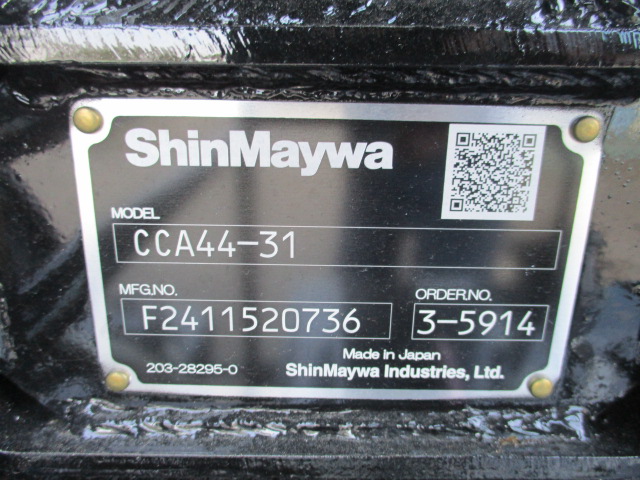 ShinMaywa
MODEL
CCA44-31
MFG.NO. ORDER.NO.
F2411520736 3-5914
Made in Japan
203-28295-0 ShinMaywa Industries, Ltd.